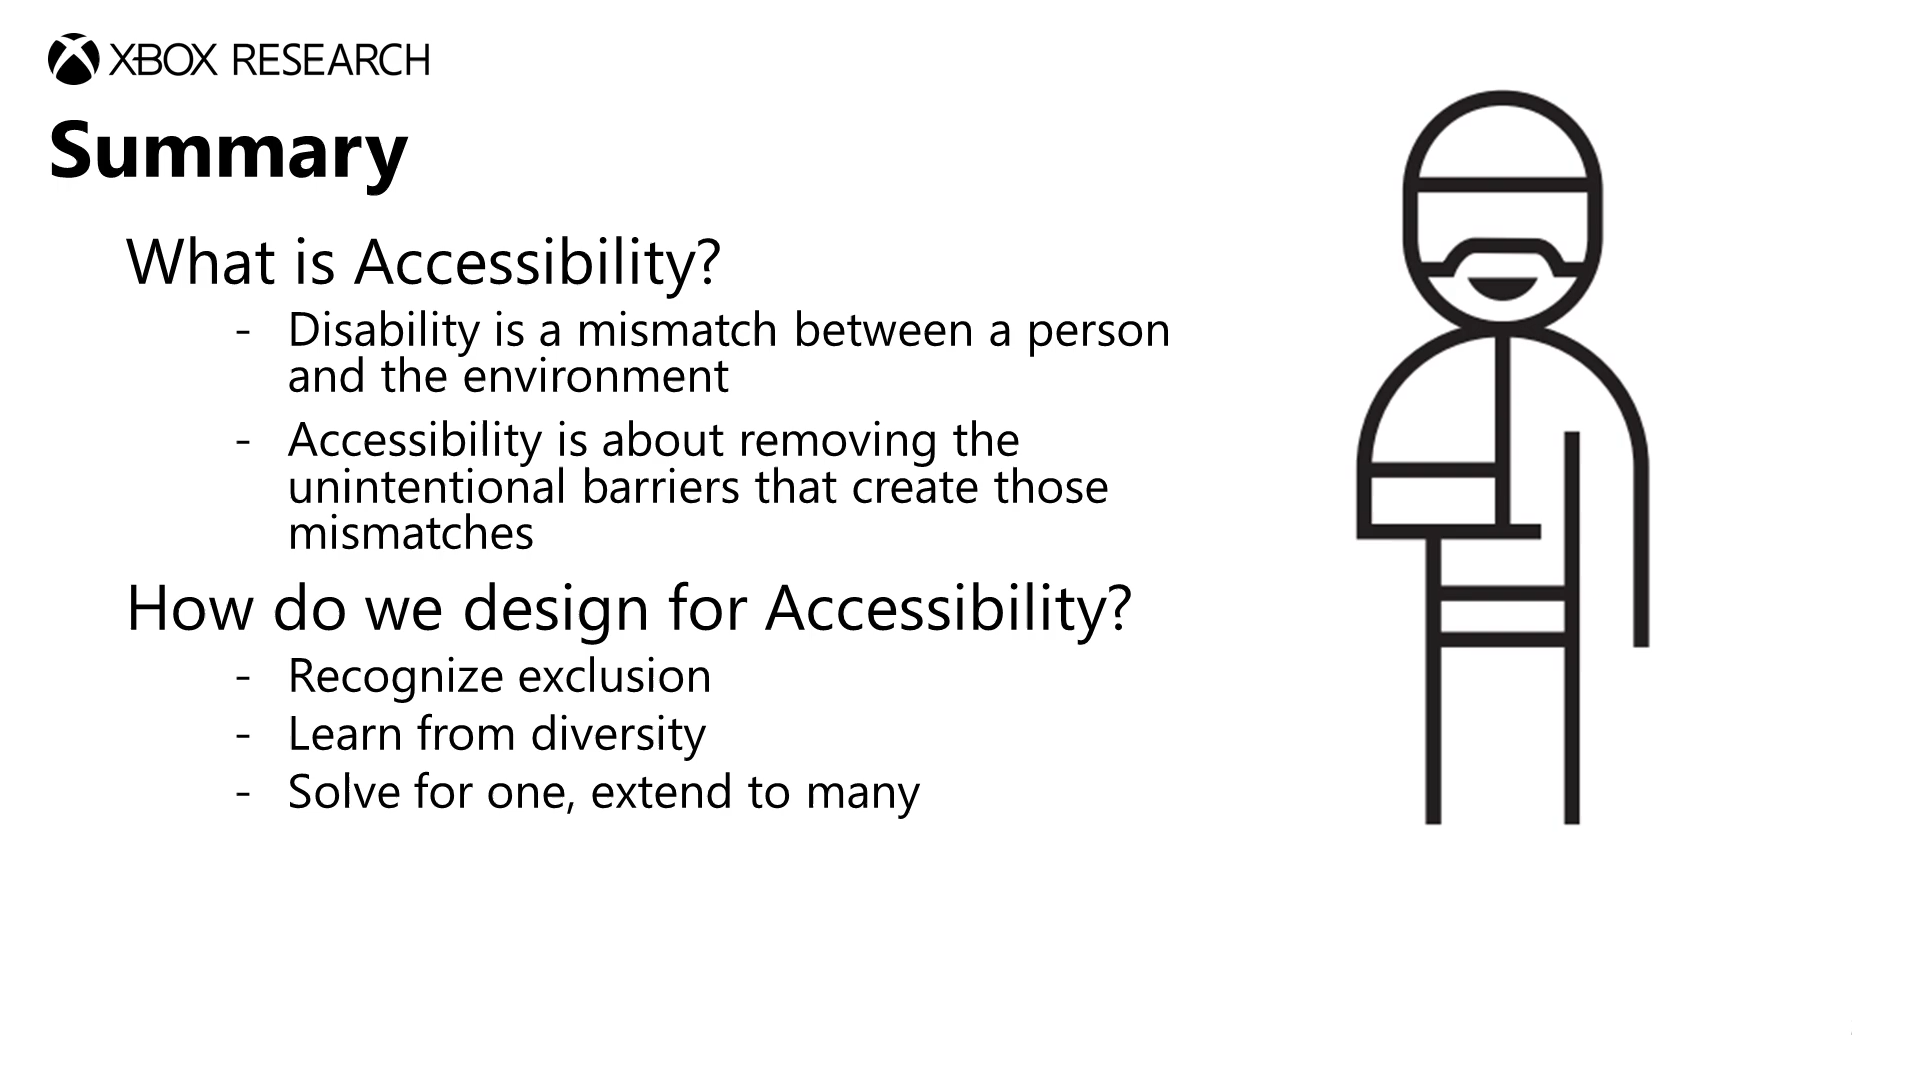 XBOX RESEARCH
Summary
What is Accessibility?
- Disability is a mismatch between a person
and the environment
- Accessibility is about removing the
unintentional barriers that create those
mismatches
How do we design for Accessibility?
- Recognize exclusion
- Learn from diversity
- Solve for one, extend to many